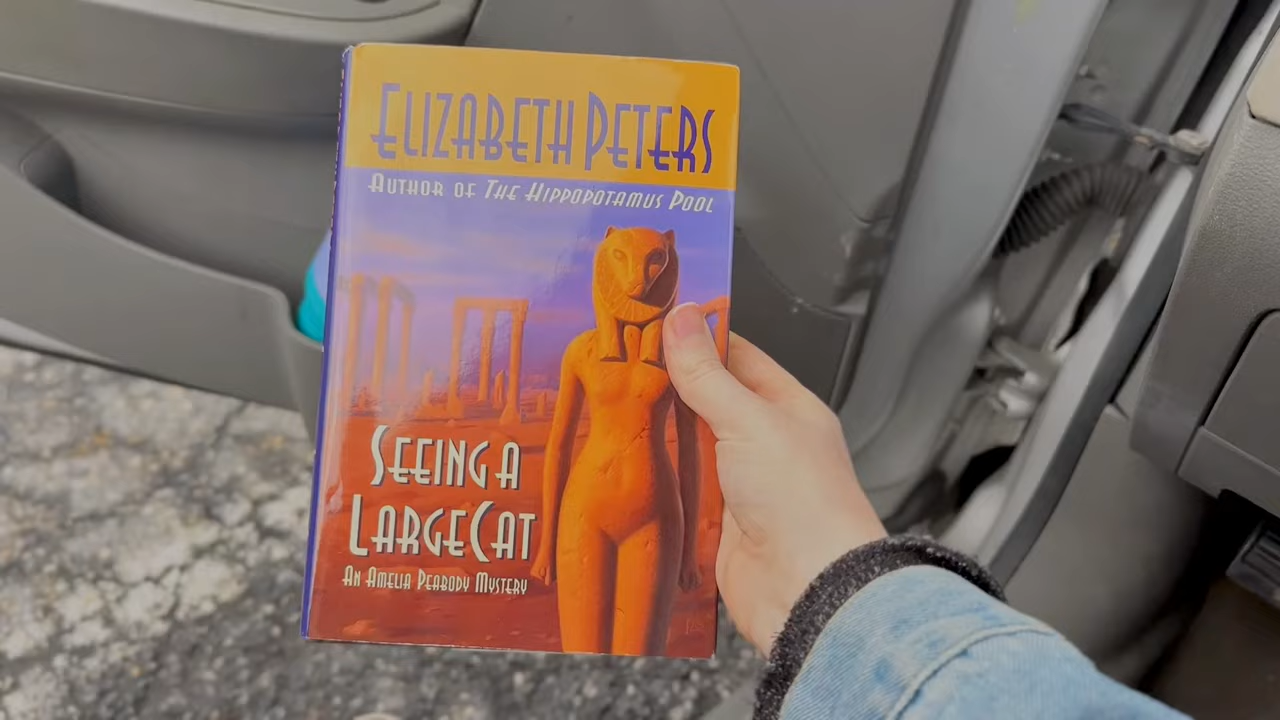 ELIZABETH PETERS
AUTHOR OF THE HIPPOPOTAMUS POOL
SEEING A
LARGE CAT
AN AMELIA PEABODY MYSTERY